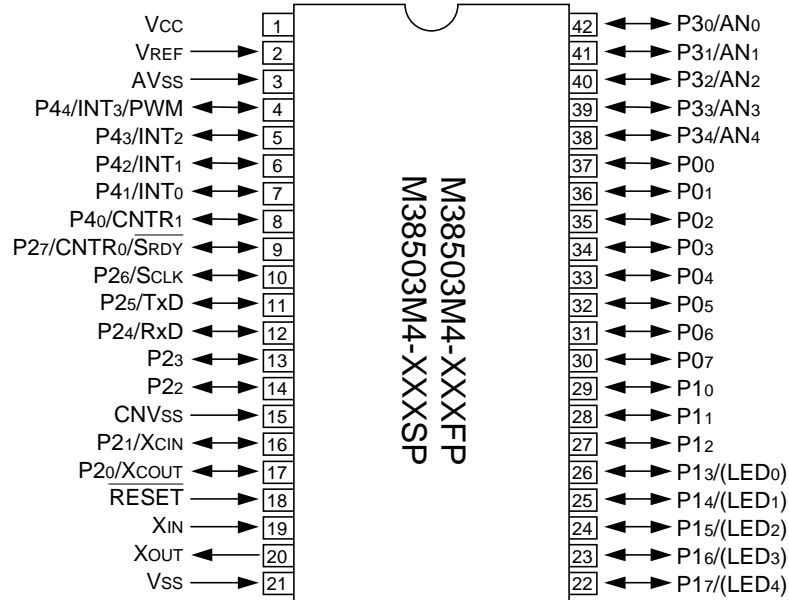 VCC 1 42 P30/AN0
VREF 2 41 P31/AN1
AVSS 3 40 P32/AN2
P44/INT3/PWM 4 39 P33/AN3
P43/INT2 5 38 P34/AN4
P42/INT1 6 37 P00
P41/INT0 7 36 P01
P40/CNTR1 8 35 P02
P27/CNTR0/SRDY 9 34 P03
P26/SCLK 10 33 P04
P25/TxD 11 32 P05
P24/RxD 12 31 P06
P23 13 30 P07
P22 14 29 P10
CNVSS 15 28 P11
P21/XCIN 16 27 P12
P20/XCOUT 17 26 P13/(LED0)
RESET 18 25 P14/(LED1)
XIN 19 24 P15/(LED2)
XOUT 20 23 P16/(LED3)
VSS 21 22 P17/(LED4)
M38503M4-XXXFP
M38503M4-XXXSP